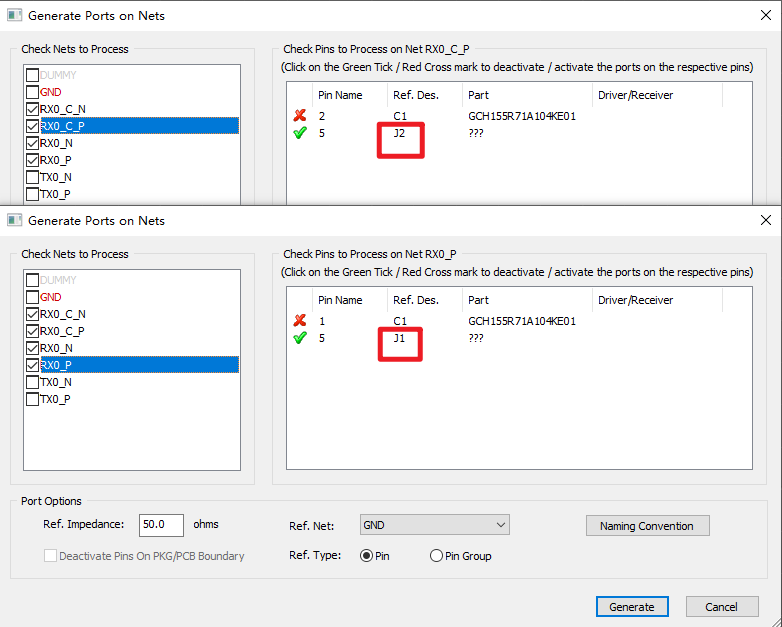 Generate Ports on Nets
Check Nets to Process
DUMMY
GND
RX0_C_N
RX0_C_P
RX0_N
RX0_P
TX0_N
TX0_P
Check Pins to Process on Net RX0_C_P
(Click on the Green Tick / Red Cross mark to deactivate / activate the ports on the respective pins)
Pin Name Ref. Des. Part Driver/Receiver
2 C1 GCH155R71A104KE01
5 J2 ???
Generate Ports on Nets
Check Nets to Process
DUMMY
GND
RX0_C_N
RX0_C_P
RX0_N
RX0_P
TX0_N
TX0_P
Check Pins to Process on Net RX0_P
(Click on the Green Tick / Red Cross mark to deactivate / activate the ports on the respective pins)
Pin Name Ref. Des. Part Driver/Receiver
1 C1 GCH155R71A104KE01
5 J1 ???
Port Options
Ref. Impedance: 50.0 ohms Ref. Net: GND Naming Convention
Deactivate Pins On PKG/PCB Boundary Ref. Type: Pin Pin Group
Generate Cancel